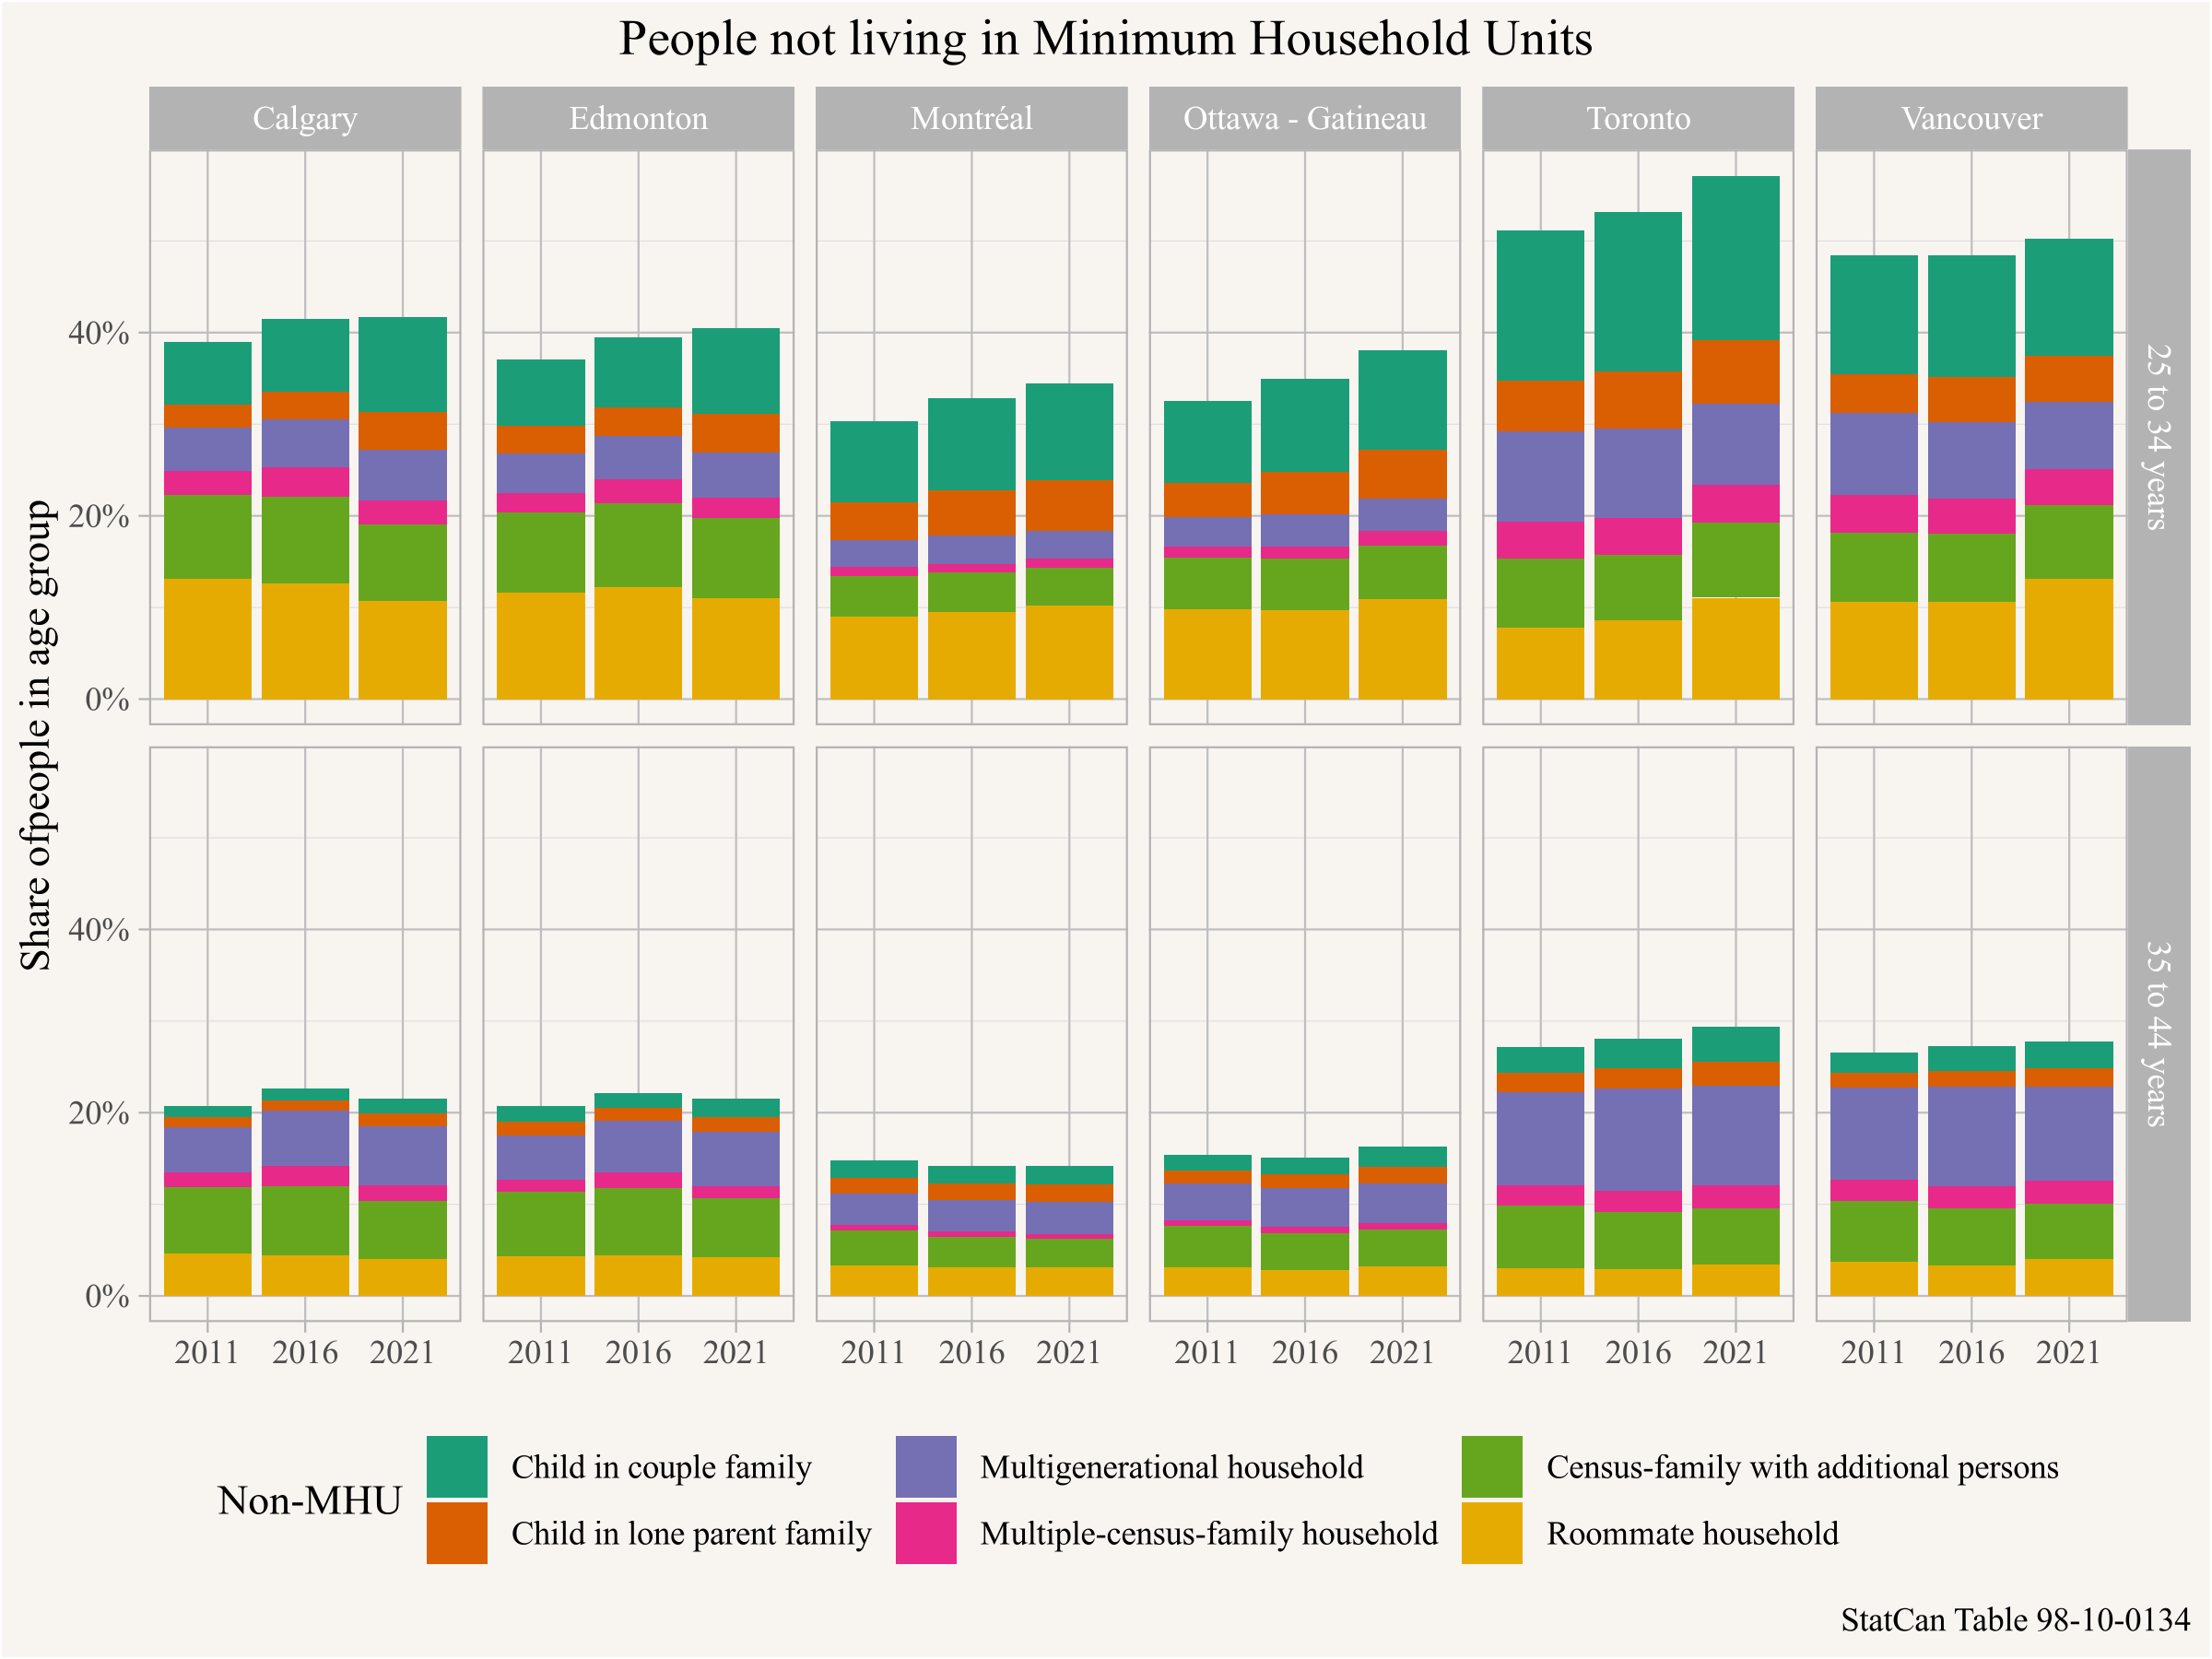 People not living in Minimum Household Units
Calgary
Edmonton
Montréal
Ottawa - Gatineau
Toronto
Vancouver
Share ofpeople in age group
40%
20%
0%
25 to 34 years
40%
20%
0%
35 to 44 years
2011 2016 2021
2011 2016 2021
2011 2016 2021
2011 2016 2021
2011 2016 2021
2011 2016 2021
Non-MHU
Child in couple family
Child in lone parent family
Multigenerational household
Multiple-census-family household
Census-family with additional persons
Roommate household
StatCan Table 98-10-0134